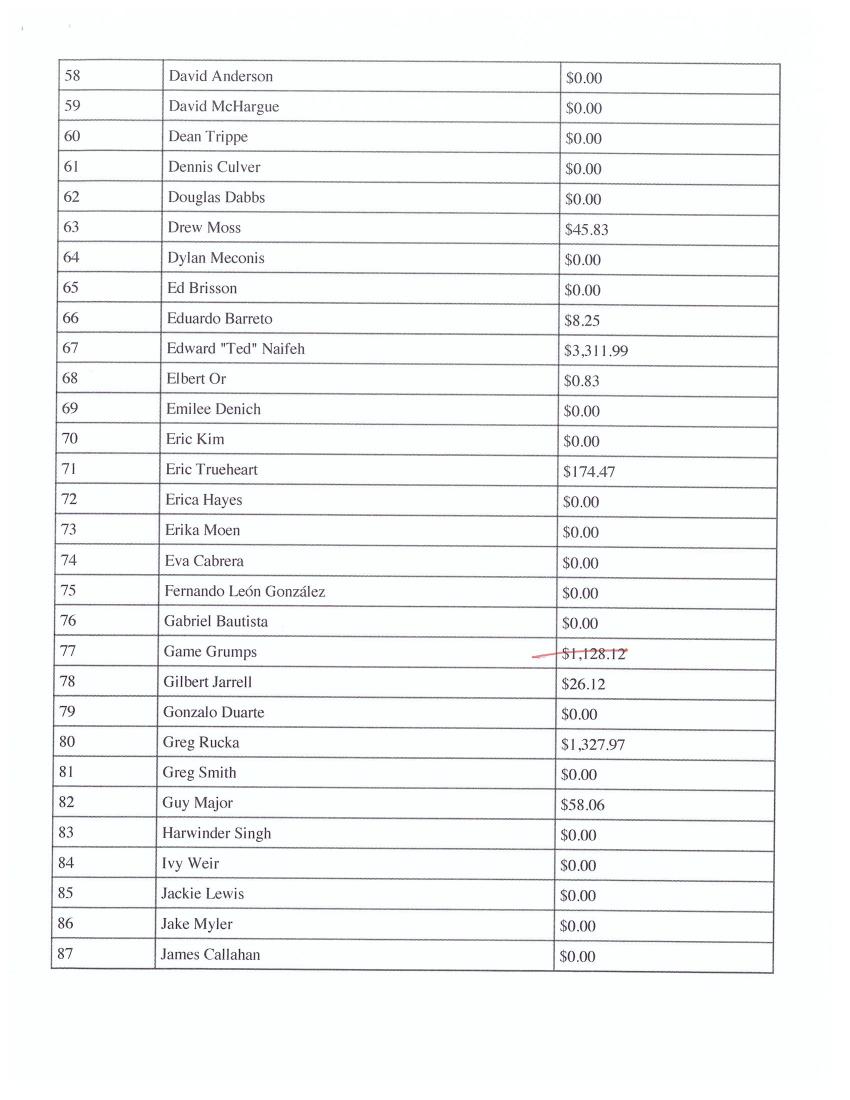 58 David Anderson $0.00
59 David McHargue $0.00
60 Dean Trippe $0.00
61 Dennis Culver $0.00
62 Douglas Dabbs $0.00
63 Drew Moss $45.83
64 Dylan Meconis $0.00
65 Ed Brisson $0.00
66 Eduardo Barreto $8.25
67 Edward "Ted" Naifeh $3,311.99
68 Elbert Or $0.83
69 Emilee Denich $0.00
70 Eric Kim $0.00
71 Eric Trueheart $174.47
72 Erica Hayes $0.00
73 Erika Moen $0.00
74 Eva Cabrera $0.00
75 Fernando León González $0.00
76 Gabriel Bautista $0.00
77 Game Grumps $1,128.12
78 Gilbert Jarrell $26.12
79 Gonzalo Duarte $0.00
80 Greg Rucka $1,327.97
81 Greg Smith $0.00
82 Guy Major $58.06
83 Harwinder Singh $0.00
84 Ivy Weir $0.00
85 Jackie Lewis $0.00
86 Jake Myler $0.00
87 James Callahan $0.00